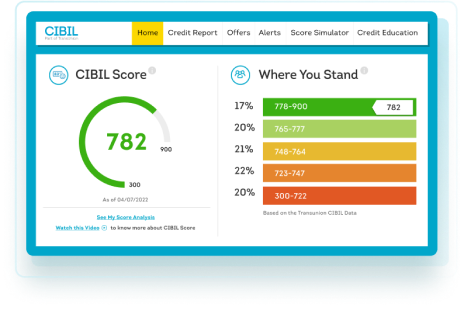 CIBIL
Part of TransUnion
Home Credit Report Offers Alerts Score Simulator Credit Education
CIBIL Score
782
900
300
As of 04/07/2022
See My Score Analysis
Watch this Video to know more about CIBIL Score
Where You Stand
17% 778-900 782
20% 765-777
21% 748-764
22% 723-747
20% 300-722
Based on the Transunion CIBIL Data